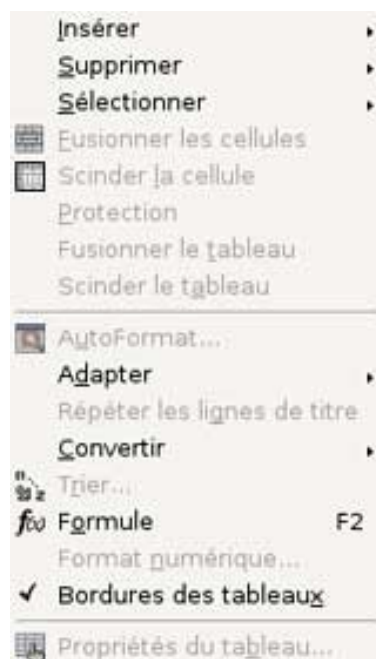 Insérer
Supprimer
Sélectionner
Fusionner les cellules
Scinder la cellule
Protection
Fusionner le tableau
Scinder le tableau
AutoFormat...
Adapter
Répéter les lignes de titre
Convertir
Trier...
f(x) Formule F2
Format numérique...
Bordures des tableaux
Propriétés du tableau...